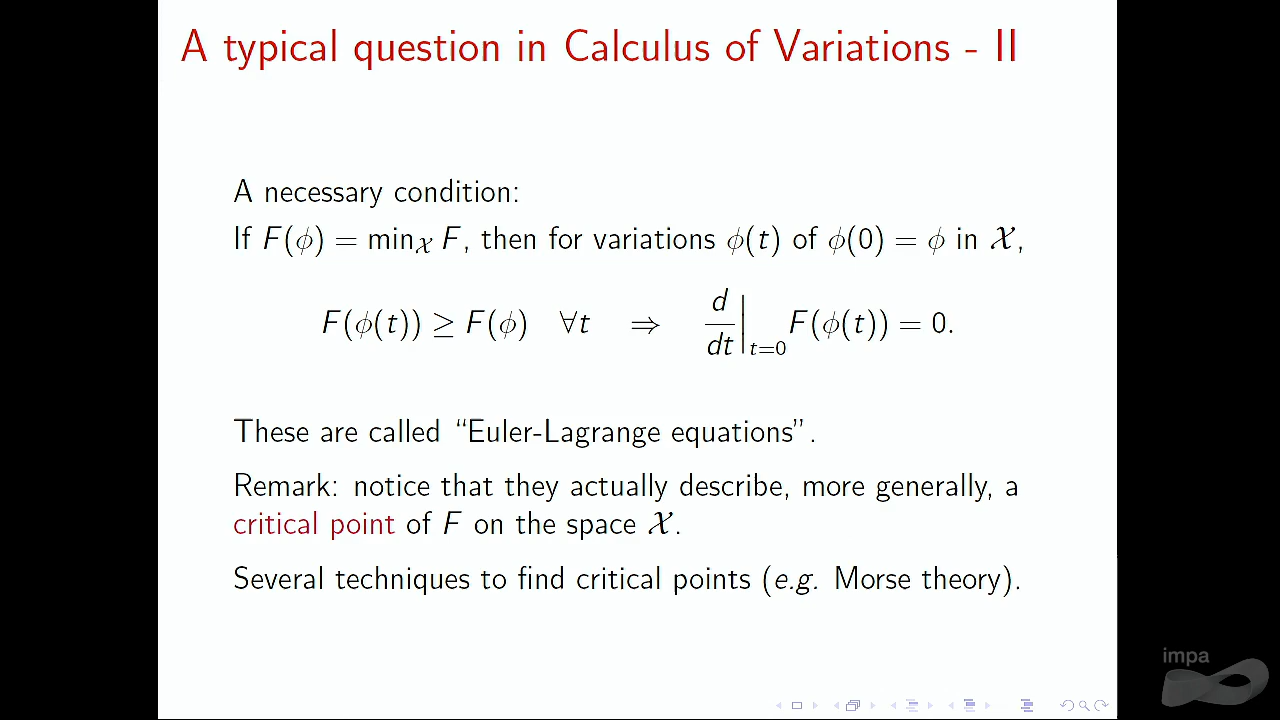 A typical question in Calculus of Variations - II
A necessary condition:
If F(ϕ) = min_𝒳 F, then for variations ϕ(t) of ϕ(0) = ϕ in 𝒳,
F(ϕ(t)) ≥ F(ϕ) ∀t ⇒ d/dt|_{t=0} F(ϕ(t)) = 0.
These are called “Euler-Lagrange equations”.
Remark: notice that they actually describe, more generally, a
critical point of F on the space 𝒳.
Several techniques to find critical points (e.g. Morse theory).
impa